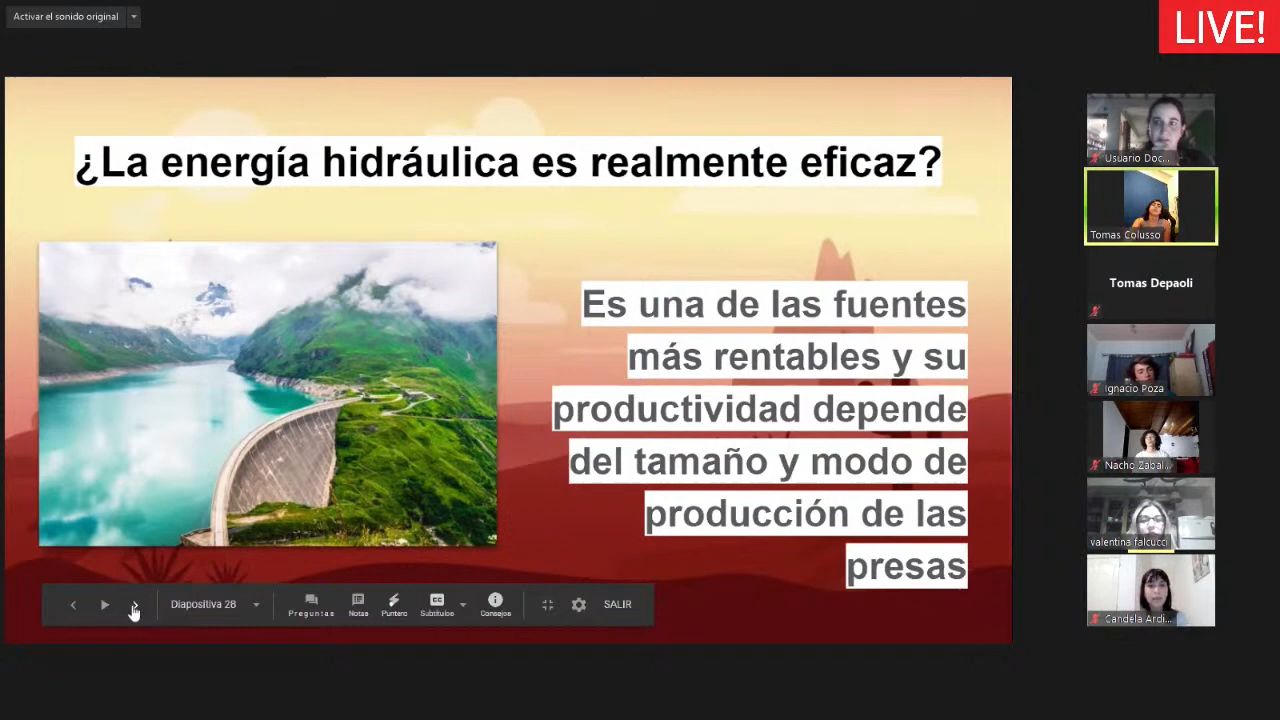 Activar el sonido original
LIVE!
¿La energía hidráulica es realmente eficaz?
Es una de las fuentes
más rentables y su
productividad depende
del tamaño y modo de
producción de las
presas
Diapositiva 28
Preguntas
Notas
Puntero
Subtítulos
CC
Consejos
SALIR
Usuario Doc...
Tomas Colusso
Tomas Depaoli
Ignacio Poza
Nacho Zabal...
valentina falcucci
Candela Ardi...